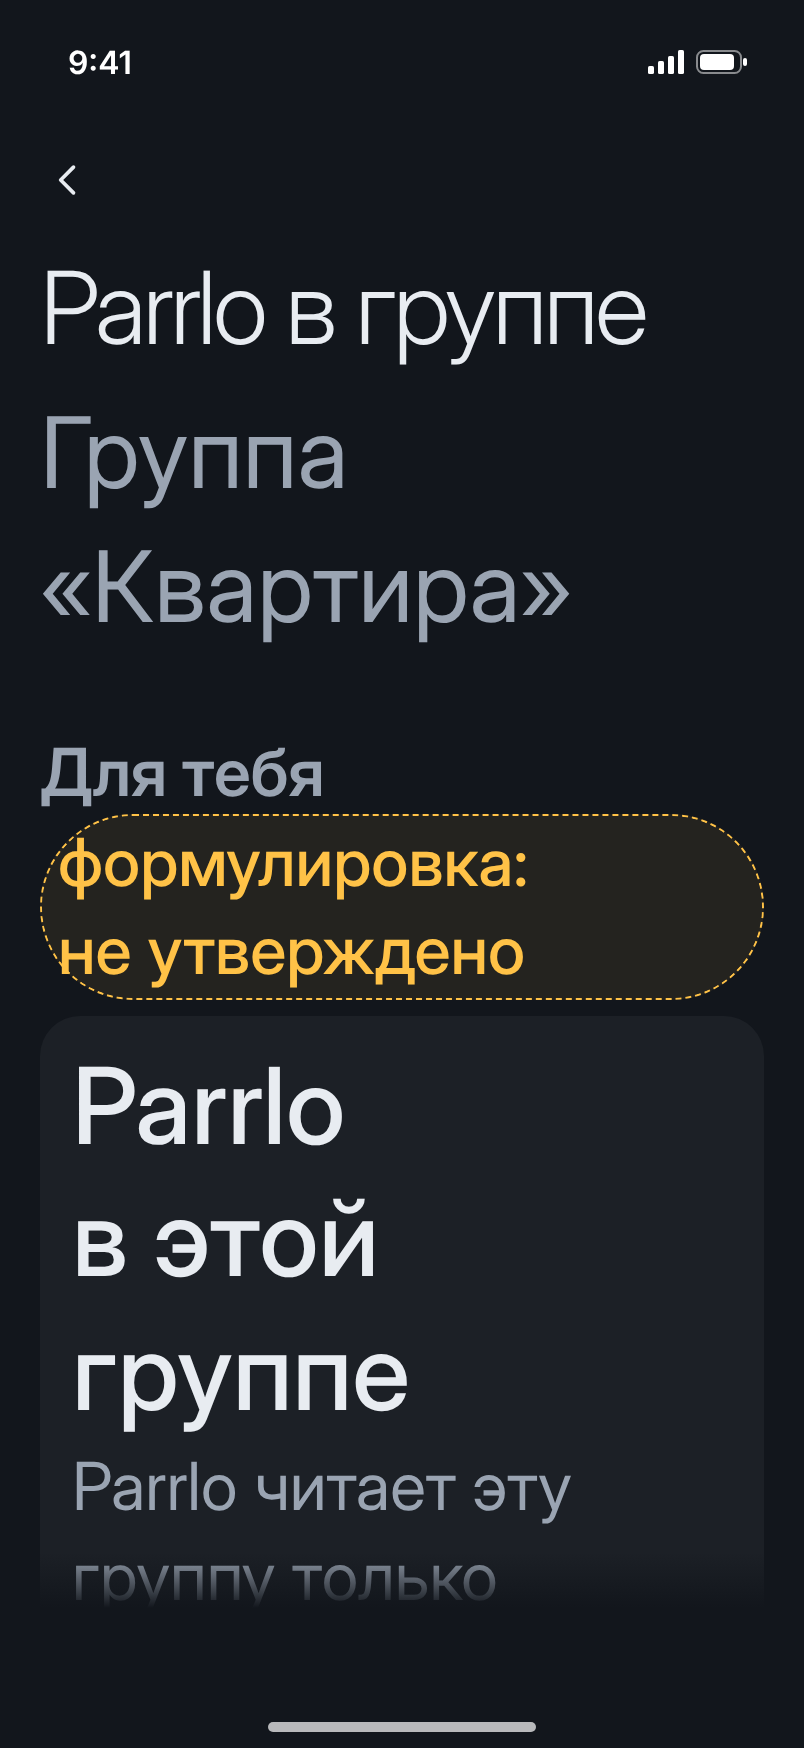 9:41
Parrlo в группе
Группа
«Квартира»
Для тебя
формулировка:
не утверждено
Parrlo
в этой
группе
Parrlo читает эту
группу только